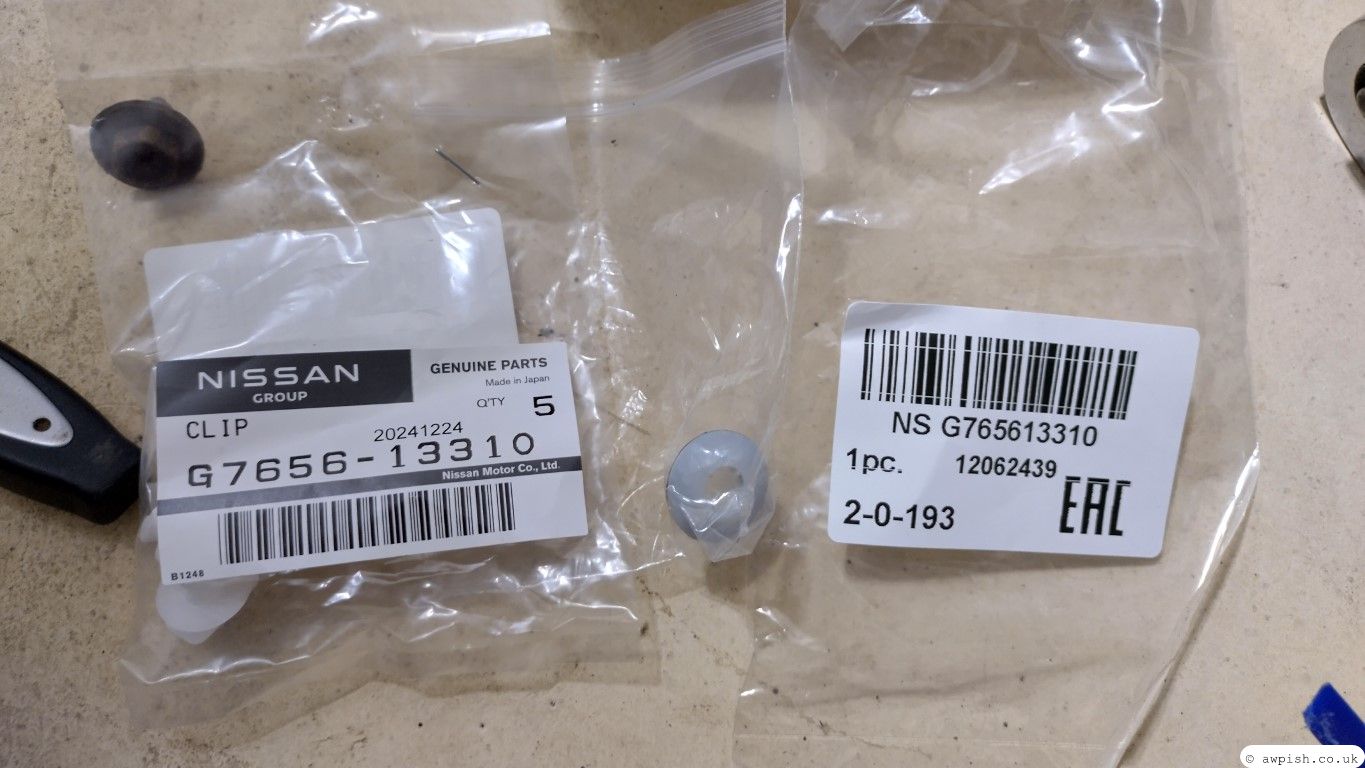 NISSAN
GROUP
GENUINE PARTS
Made in Japan
Q'TY 5
CLIP
20241224
G7656-13310
Nissan Motor Co., Ltd.
B1248
NS G765613310
1pc. 12062439
2-0-193
EAC
© awpish.co.uk